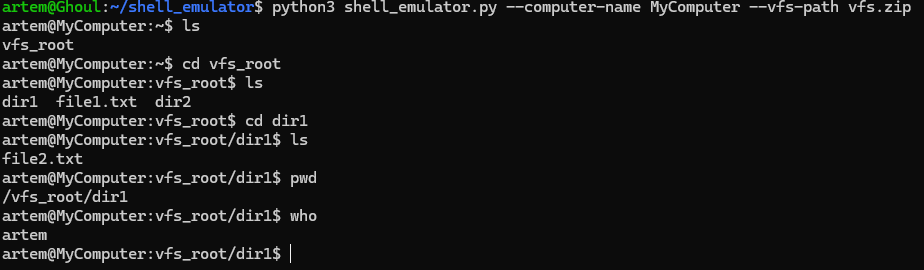 artem@Ghoul:~/shell_emulator$ python3 shell_emulator.py --computer-name MyComputer --vfs-path vfs.zip
artem@MyComputer:~$ ls
vfs_root
artem@MyComputer:~$ cd vfs_root
artem@MyComputer:vfs_root$ ls
dir1  file1.txt  dir2
artem@MyComputer:vfs_root$ cd dir1
artem@MyComputer:vfs_root/dir1$ ls
file2.txt
artem@MyComputer:vfs_root/dir1$ pwd
/vfs_root/dir1
artem@MyComputer:vfs_root/dir1$ who
artem
artem@MyComputer:vfs_root/dir1$